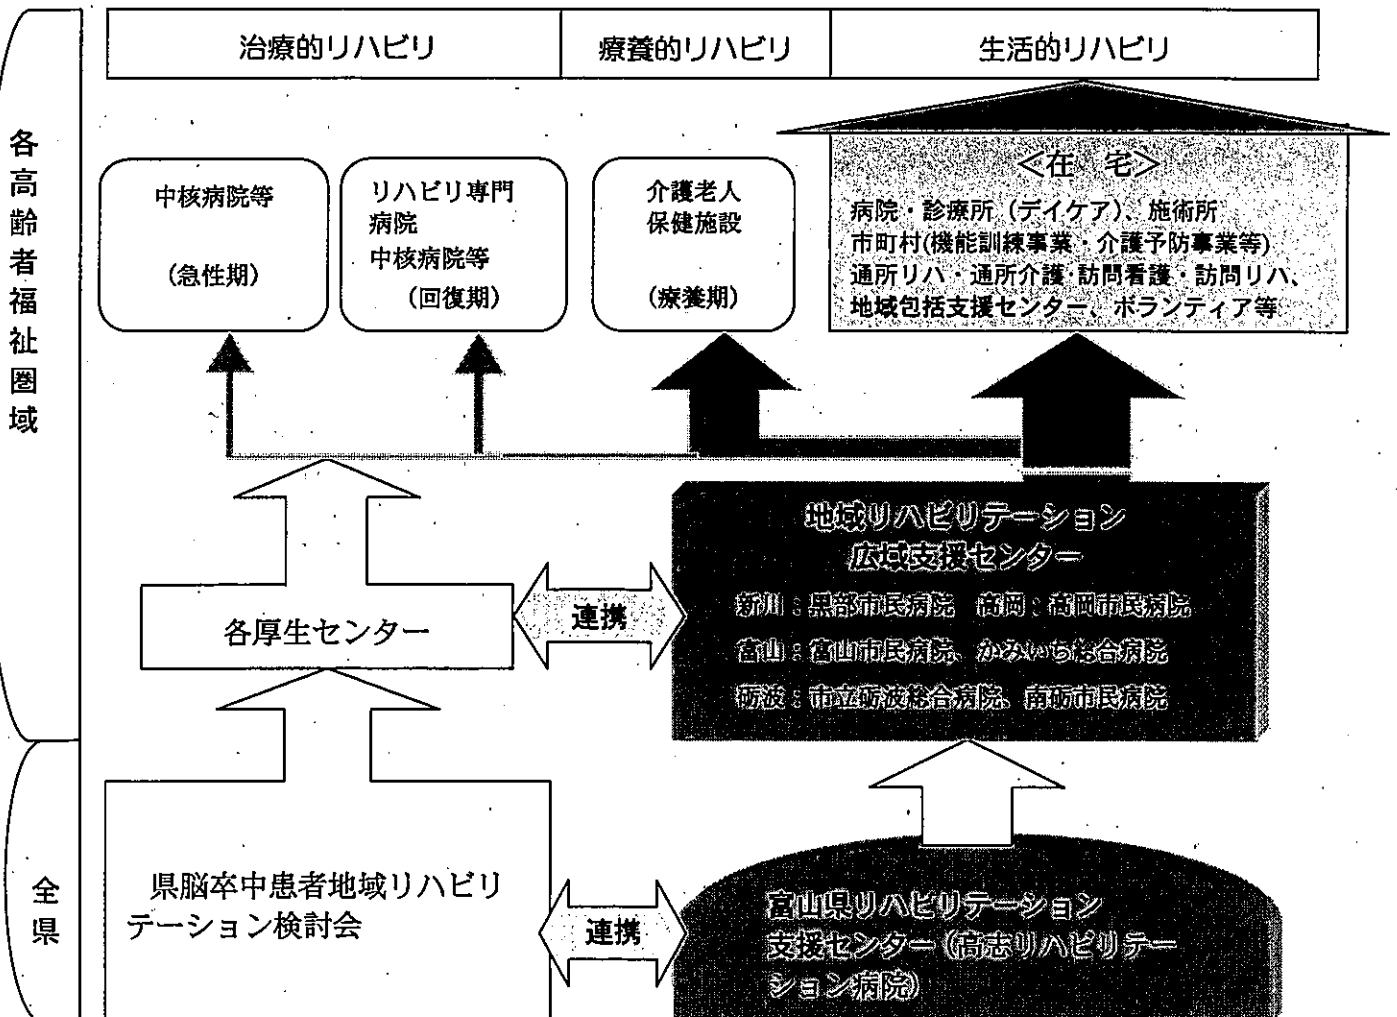 治療的リハビリ
療養的リハビリ
生活的リハビリ
各高齢者福祉圏域
中核病院等
(急性期)
リハビリ専門
病院
中核病院等
(回復期)
介護老人
保健施設
(療養期)
＜在 宅＞
病院・診療所（デイケア）、施術所
市町村(機能訓練事業・介護予防事業等)
通所リハ・通所介護・訪問看護・訪問リハ、
地域包括支援センター、ボランティア等
地域リハビリテーション
広域支援センター
新川：黒部市民病院 高岡：高岡市民病院
富山：富山市民病院、かみいち総合病院
砺波：市立砺波総合病院、南砺市民病院
各厚生センター
連携
全県
県脳卒中患者地域リハビリ
テーション検討会
連携
富山県リハビリテーション
支援センター（高志リハビリテー
ション病院）